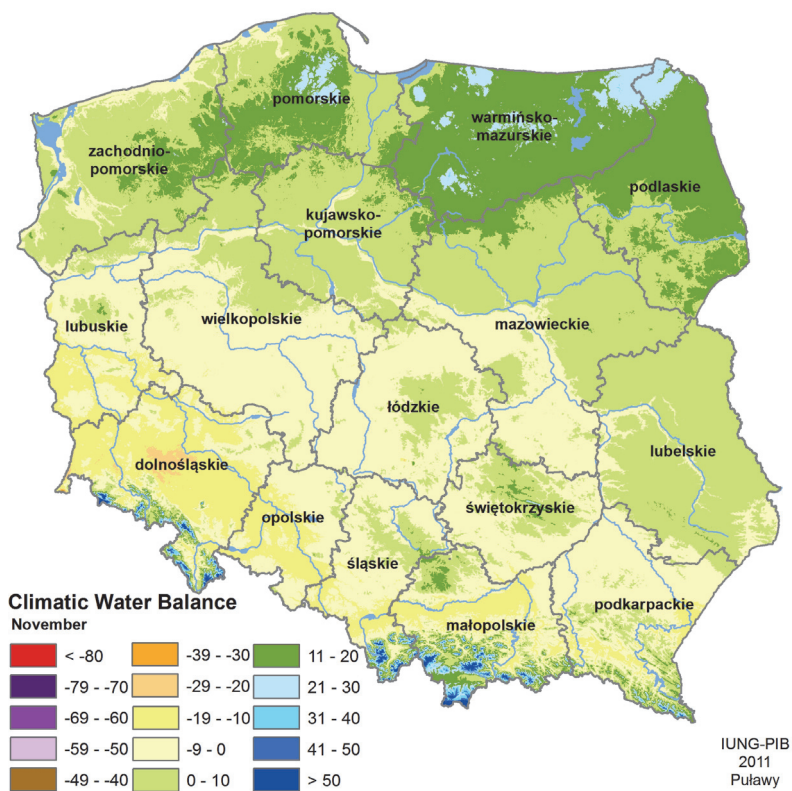 pomorskie
warmińsko-
mazurskie
zachodnio-
pomorskie
podlaskie
kujawsko-
pomorskie
lubuskie
wielkopolskie
mazowieckie
łódzkie
lubelskie
dolnośląskie
opolskie
świętokrzyskie
śląskie
małopolskie
podkarpackie
Climatic Water Balance
November
< -80
-79 - -70
-69 - -60
-59 - -50
-49 - -40
-39 - -30
-29 - -20
-19 - -10
-9 - 0
0 - 10
11 - 20
21 - 30
31 - 40
41 - 50
> 50
IUNG-PIB
2011
Puławy